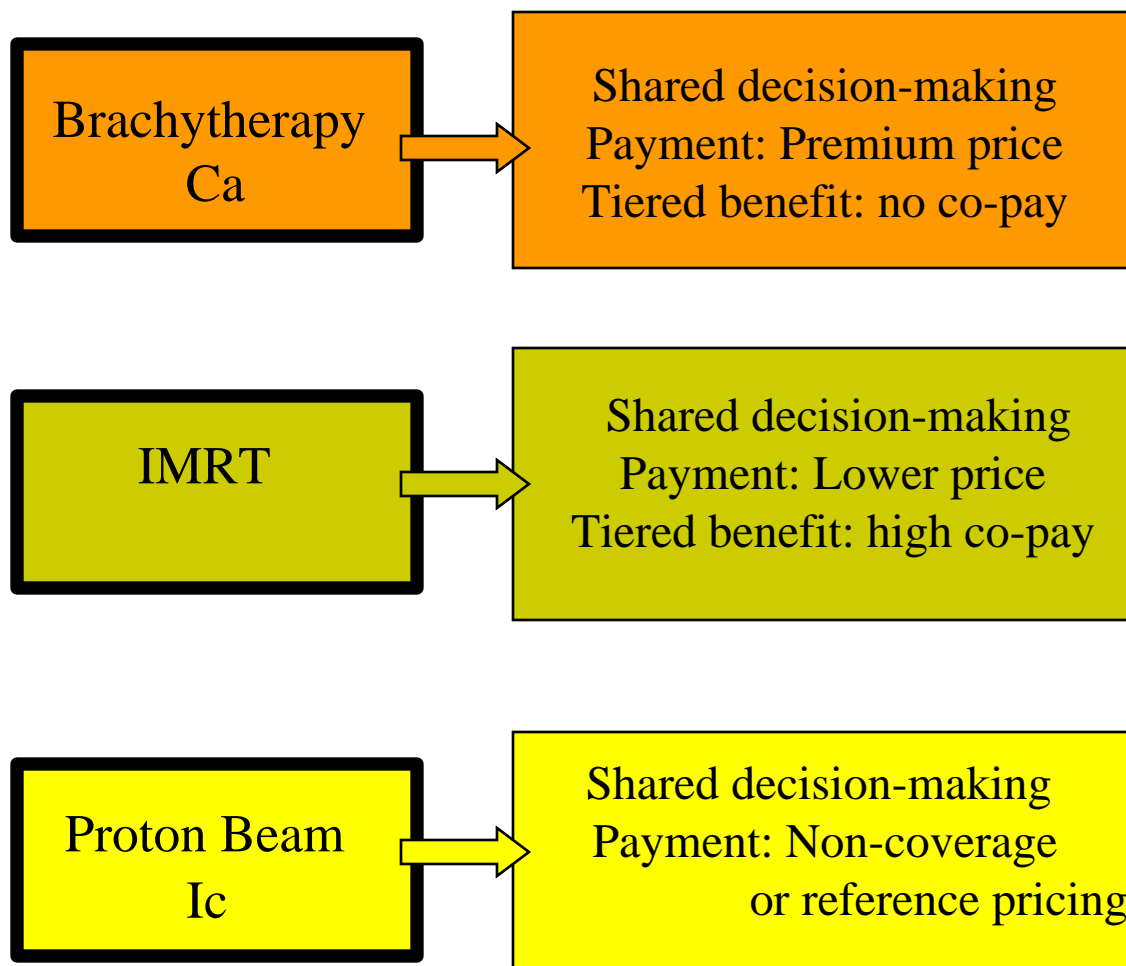 Brachytherapy
Ca
Shared decision-making
Payment: Premium price
Tiered benefit: no co-pay
IMRT
Shared decision-making
Payment: Lower price
Tiered benefit: high co-pay
Proton Beam
Ic
Shared decision-making
Payment: Non-coverage
or reference pricing